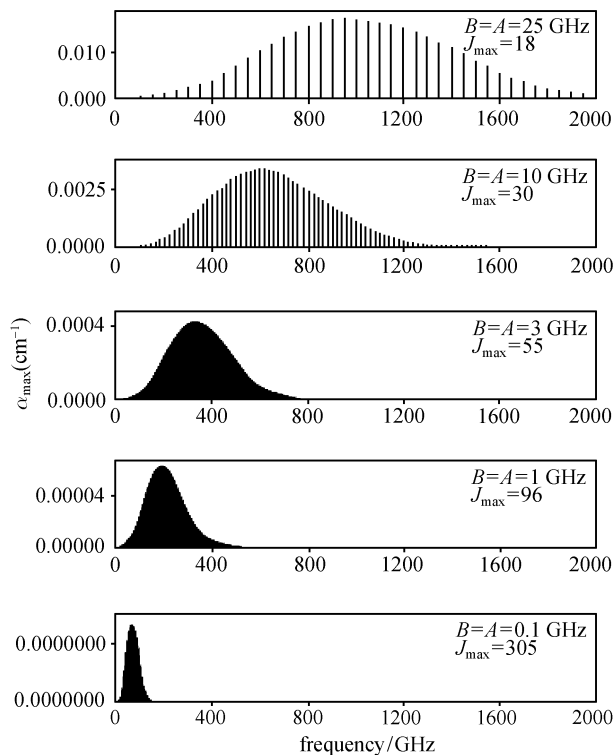 B=A=25 GHz
Jmax=18
0.010
0.000
0 400 800 1200 1600 2000
B=A=10 GHz
Jmax=30
0.0025
0.0000
0 400 800 1200 1600 2000
B=A=3 GHz
Jmax=55
0.0004
0.0000
0 400 800 1200 1600 2000
αmax(cm⁻¹)
B=A=1 GHz
Jmax=96
0.00004
0.00000
0 400 800 1200 1600 2000
B=A=0.1 GHz
Jmax=305
0.0000000
0.0000000
0 400 800 1200 1600 2000
frequency/GHz